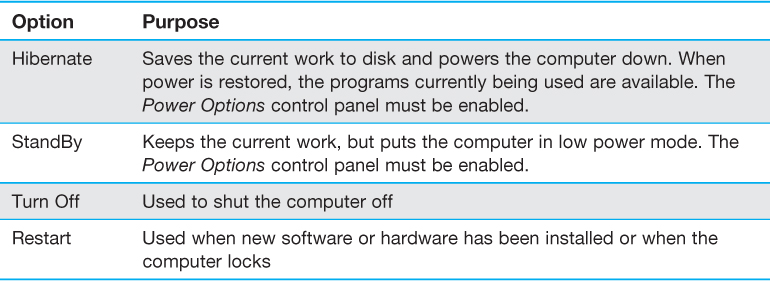 Option Purpose
Hibernate Saves the current work to disk and powers the computer down. When
power is restored, the programs currently being used are available. The
Power Options control panel must be enabled.
StandBy Keeps the current work, but puts the computer in low power mode. The
Power Options control panel must be enabled.
Turn Off Used to shut the computer off
Restart Used when new software or hardware has been installed or when the
computer locks